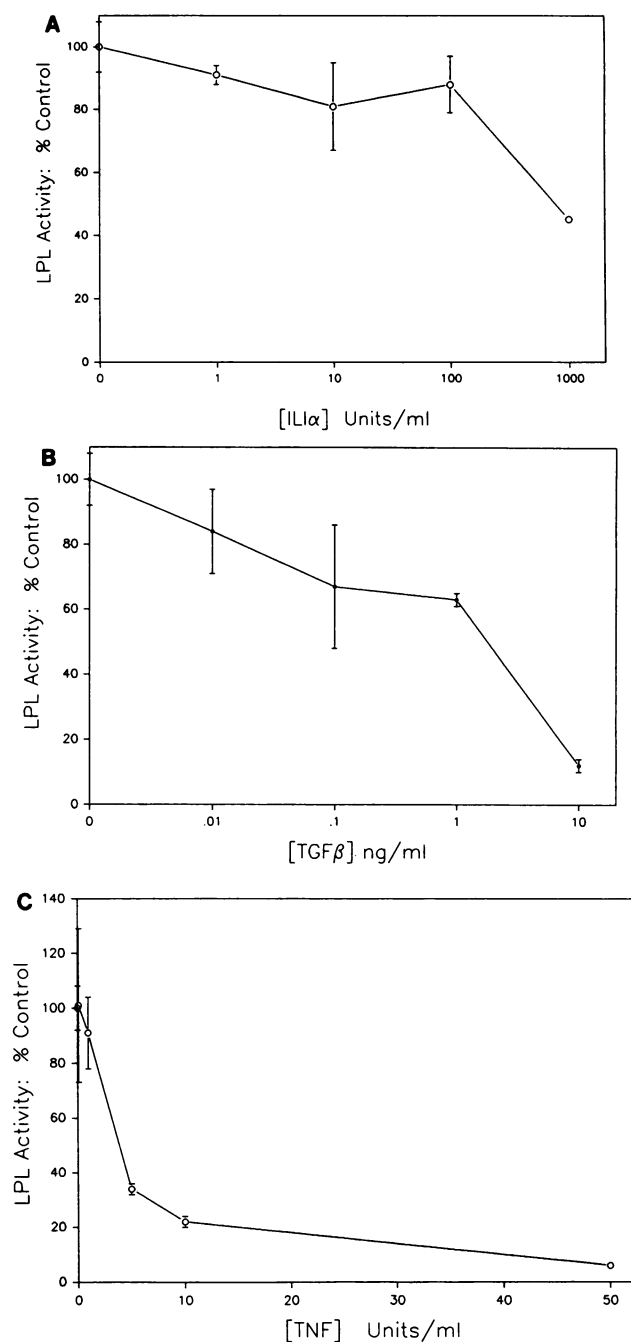 A
LPL Activity: % Control
100
80
60
40
20
0
0 1 10 100 1000
[ILIα] Units/ml
B
LPL Activity: % Control
100
80
60
40
20
0
0 .01 .1 1 10
[TGFβ] ng/ml
C
LPL Activity: % Control
140
120
100
80
60
40
20
0
0 10 20 30 40 50
[TNF] Units/ml